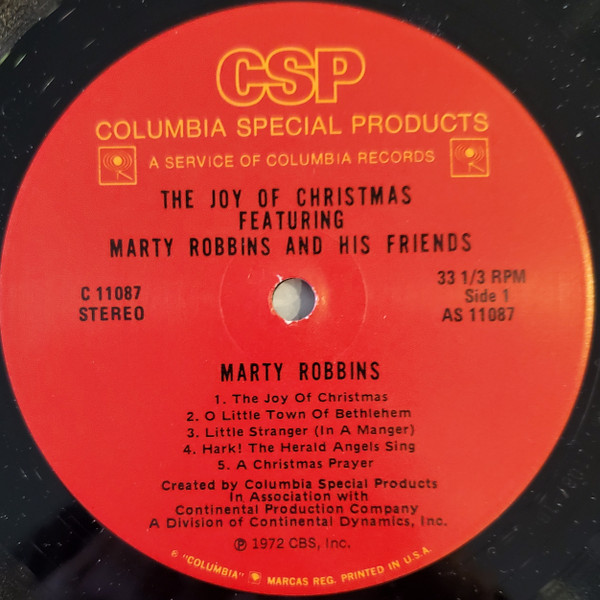 CSP
COLUMBIA SPECIAL PRODUCTS
A SERVICE OF COLUMBIA RECORDS
THE JOY OF CHRISTMAS
FEATURING
MARTY ROBBINS AND HIS FRIENDS
C 11087
STEREO
33 1/3 RPM
Side 1
AS 11087
MARTY ROBBINS
1. The Joy Of Christmas
2. O Little Town Of Bethlehem
3. Little Stranger (In A Manger)
4. Hark! The Herald Angels Sing
5. A Christmas Prayer
Created by Columbia Special Products
In Association with
Continental Production Company
A Division of Continental Dynamics, Inc.
℗ 1972 CBS, Inc.
® "COLUMBIA" MARCAS REG. PRINTED IN U.S.A.